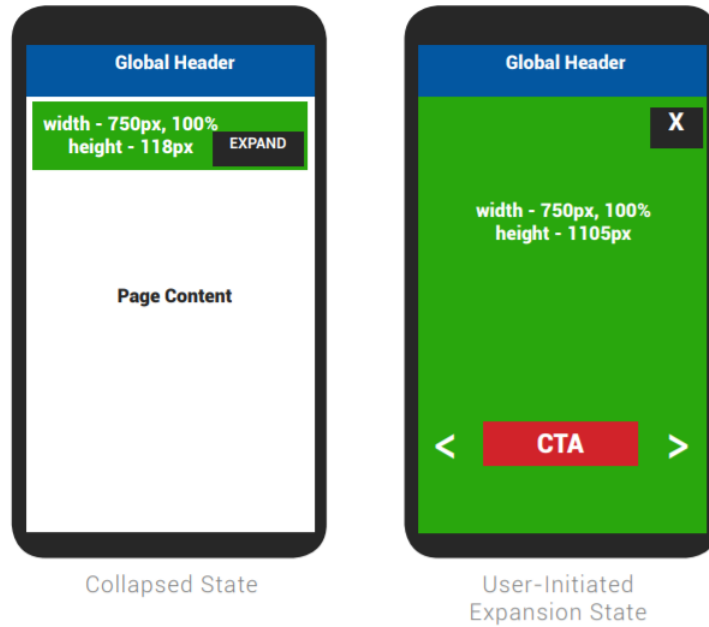 Global Header
width - 750px, 100%
height - 118px
EXPAND
Page Content
Collapsed State
Global Header
X
width - 750px, 100%
height - 1105px
<
CTA
>
User-Initiated
Expansion State